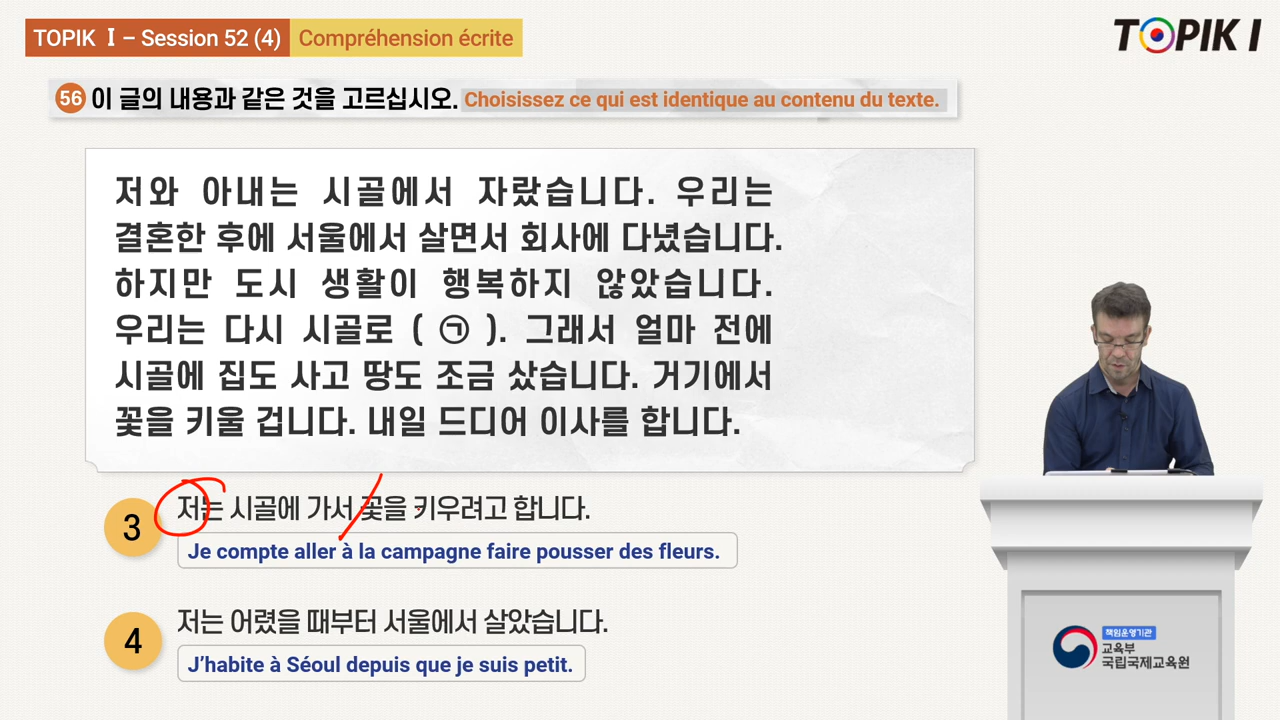 TOPIK Ⅰ – Session 52 (4) Compréhension écrite
TOPIK I
56 이 글의 내용과 같은 것을 고르십시오. Choisissez ce qui est identique au contenu du texte.
저와 아내는 시골에서 자랐습니다. 우리는
결혼한 후에 서울에서 살면서 회사에 다녔습니다.
하지만 도시 생활이 행복하지 않았습니다.
우리는 다시 시골로 ( ㉠ ). 그래서 얼마 전에
시골에 집도 사고 땅도 조금 샀습니다. 거기에서
꽃을 키울 겁니다. 내일 드디어 이사를 합니다.
3 저는 시골에 가서 꽃을 키우려고 합니다.
Je compte aller à la campagne faire pousser des fleurs.
4 저는 어렸을 때부터 서울에서 살았습니다.
J'habite à Séoul depuis que je suis petit.
책임운영기관
교육부
국립국제교육원